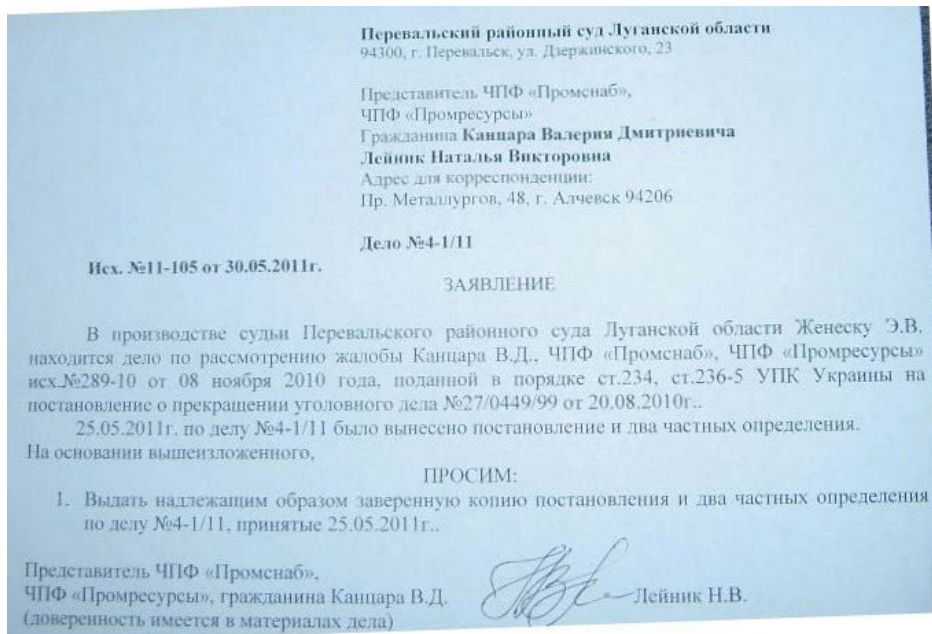 Перевальский районный суд Луганской области
94300, г. Перевальск, ул. Дзержинского, 23
Представитель ЧПФ «Промснаб»,
ЧПФ «Промресурсы»
Гражданина Канцара Валерия Дмитриевича
Лейник Наталья Викторовна
Адрес для корреспонденции:
Пр. Металлургов, 48, г. Алчевск 94206
Дело №4-1/11
Исх. №11-105 от 30.05.2011г.
ЗАЯВЛЕНИЕ
В производстве судьи Перевальского районного суда Луганской области Женеску Э.В.
находится дело по рассмотрению жалобы Канцара В.Д., ЧПФ «Промснаб», ЧПФ «Промресурсы»
исх.№289-10 от 08 ноября 2010 года, поданной в порядке ст.234, ст.236-5 УПК Украины на
постановление о прекращении уголовного дела №27/0449/99 от 20.08.2010г..
25.05.2011г. по делу №4-1/11 было вынесено постановление и два частных определения.
На основании вышеизложенного,
ПРОСИМ:
1. Выдать надлежащим образом заверенную копию постановления и два частных определения
по делу №4-1/11, принятые 25.05.2011г..
Представитель ЧПФ «Промснаб»,
ЧПФ «Промресурсы», гражданина Канцара В.Д.
Лейник Н.В.
(доверенность имеется в материалах дела)